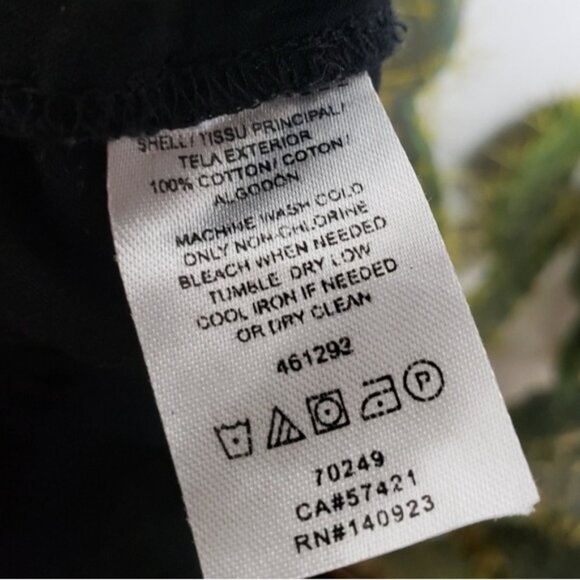 SHELL / TISSU PRINCIPAL /
TELA EXTERIOR
100% COTTON / COTON /
ALGODÓN
MACHINE WASH COLD
ONLY NON-CHLORINE
BLEACH WHEN NEEDED
TUMBLE DRY LOW
COOL IRON IF NEEDED
OR DRY CLEAN
461292
P
70249
CA#57421
RN#140923